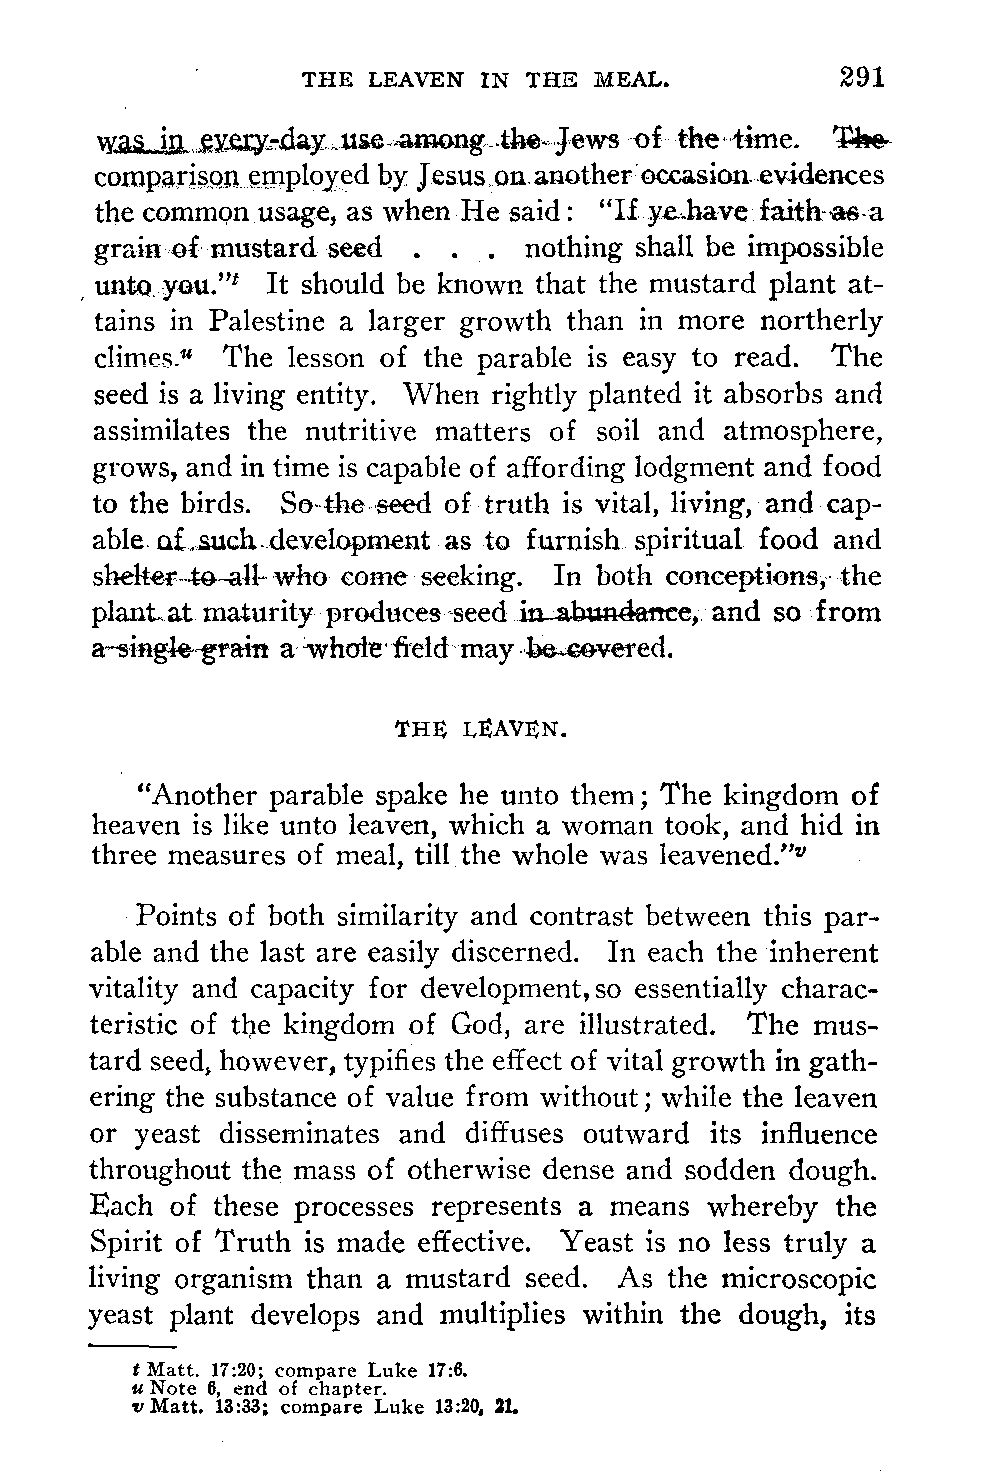 THE LEAVEN IN THE MEAL. 291
was in every-day use among the Jews of the time. The
comparison employed by Jesus on another occasion evidences
the common usage, as when He said: "If ye have faith as a
grain of mustard seed . . . nothing shall be impossible
unto you."t It should be known that the mustard plant at-
tains in Palestine a larger growth than in more northerly
climes.u The lesson of the parable is easy to read. The
seed is a living entity. When rightly planted it absorbs and
assimilates the nutritive matters of soil and atmosphere,
grows, and in time is capable of affording lodgment and food
to the birds. So the seed of truth is vital, living, and cap-
able of such development as to furnish spiritual food and
shelter to all who come seeking. In both conceptions, the
plant at maturity produces seed in abundance, and so from
a single grain a whole field may be covered.
THE LEAVEN.
"Another parable spake he unto them; The kingdom of
heaven is like unto leaven, which a woman took, and hid in
three measures of meal, till the whole was leavened."v
Points of both similarity and contrast between this par-
able and the last are easily discerned. In each the inherent
vitality and capacity for development, so essentially charac-
teristic of the kingdom of God, are illustrated. The mus-
tard seed, however, typifies the effect of vital growth in gath-
ering the substance of value from without; while the leaven
or yeast disseminates and diffuses outward its influence
throughout the mass of otherwise dense and sodden dough.
Each of these processes represents a means whereby the
Spirit of Truth is made effective. Yeast is no less truly a
living organism than a mustard seed. As the microscopic
yeast plant develops and multiplies within the dough, its
t Matt. 17:20; compare Luke 17:6.
u Note 6, end of chapter.
v Matt. 13:33; compare Luke 13:20, 21.